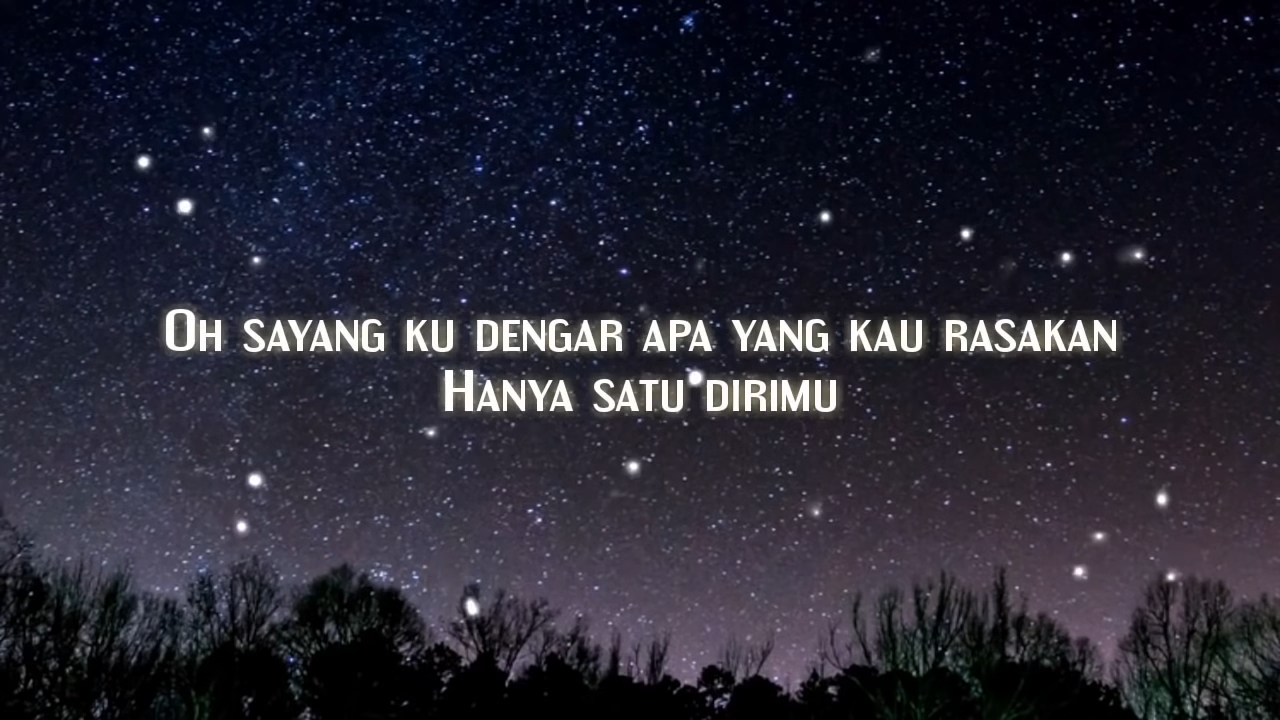 Oh sayang ku dengar apa yang kau rasakan
Hanya satu dirimu